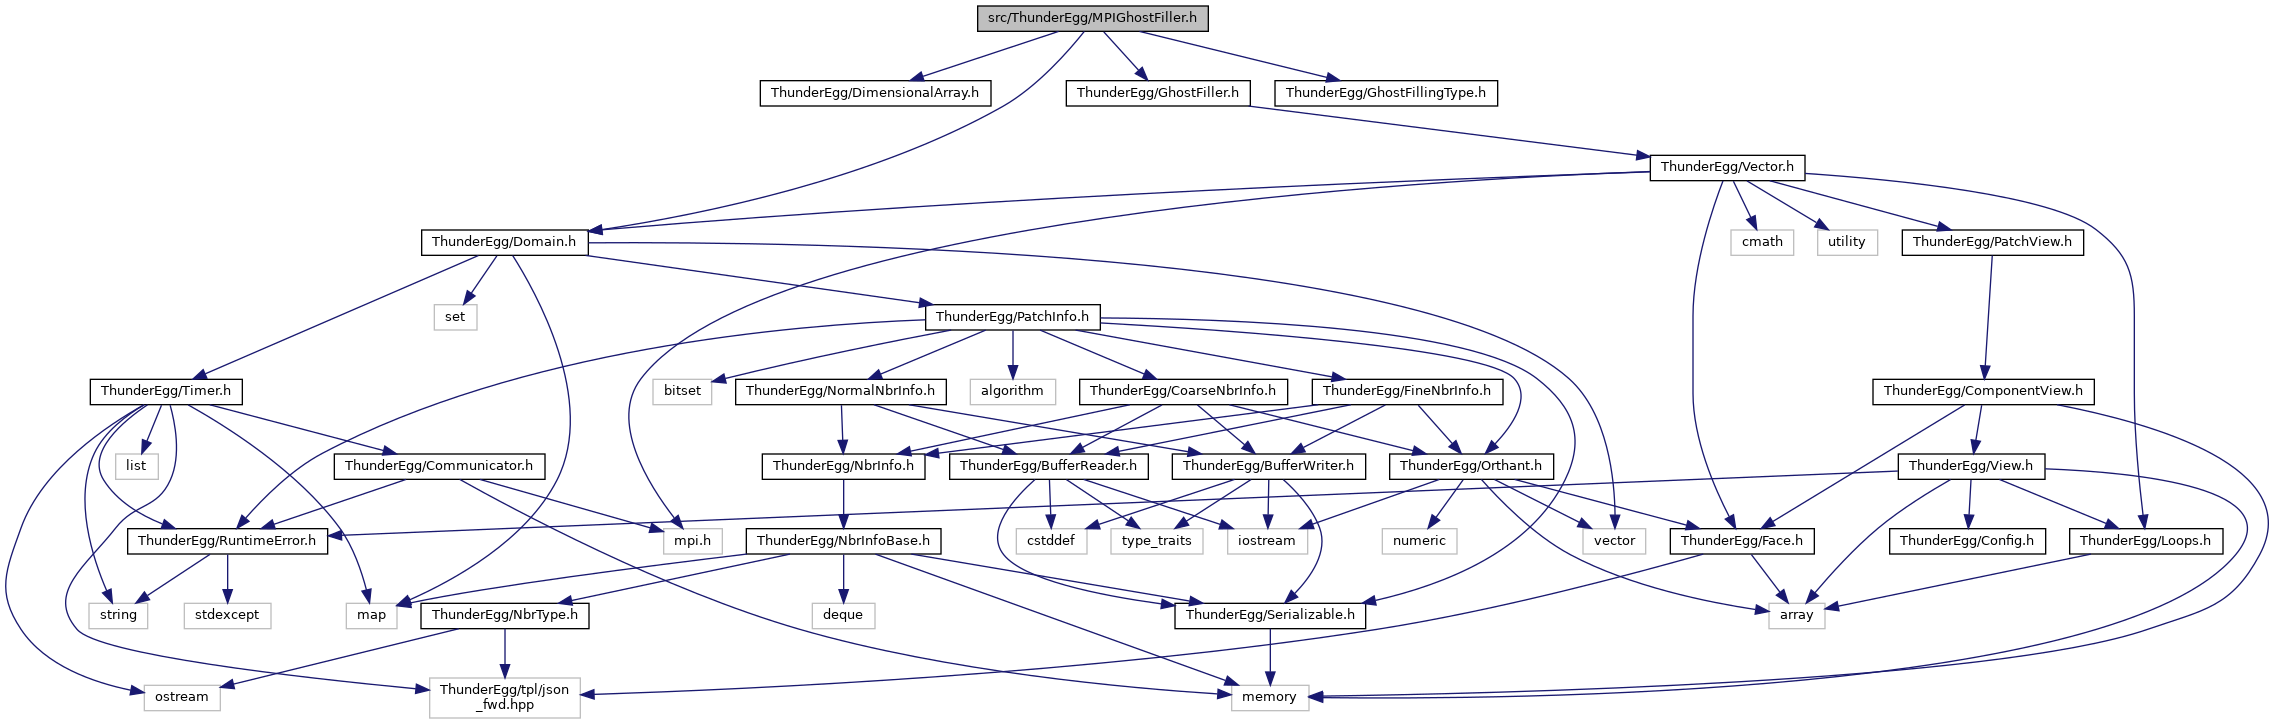 src/ThunderEgg/MPIGhostFiller.h
ThunderEgg/DimensionalArray.h
ThunderEgg/GhostFiller.h
ThunderEgg/GhostFillingType.h
ThunderEgg/Vector.h
ThunderEgg/Domain.h
cmath
utility
ThunderEgg/PatchView.h
set
ThunderEgg/PatchInfo.h
ThunderEgg/Timer.h
bitset
ThunderEgg/NormalNbrInfo.h
algorithm
ThunderEgg/CoarseNbrInfo.h
ThunderEgg/FineNbrInfo.h
ThunderEgg/ComponentView.h
list
ThunderEgg/Communicator.h
ThunderEgg/NbrInfo.h
ThunderEgg/BufferReader.h
ThunderEgg/BufferWriter.h
ThunderEgg/Orthant.h
ThunderEgg/View.h
ThunderEgg/RuntimeError.h
mpi.h
ThunderEgg/NbrInfoBase.h
cstddef
type_traits
iostream
numeric
vector
ThunderEgg/Face.h
ThunderEgg/Config.h
ThunderEgg/Loops.h
string
stdexcept
map
ThunderEgg/NbrType.h
deque
ThunderEgg/Serializable.h
array
ostream
ThunderEgg/tpl/json
_fwd.hpp
memory